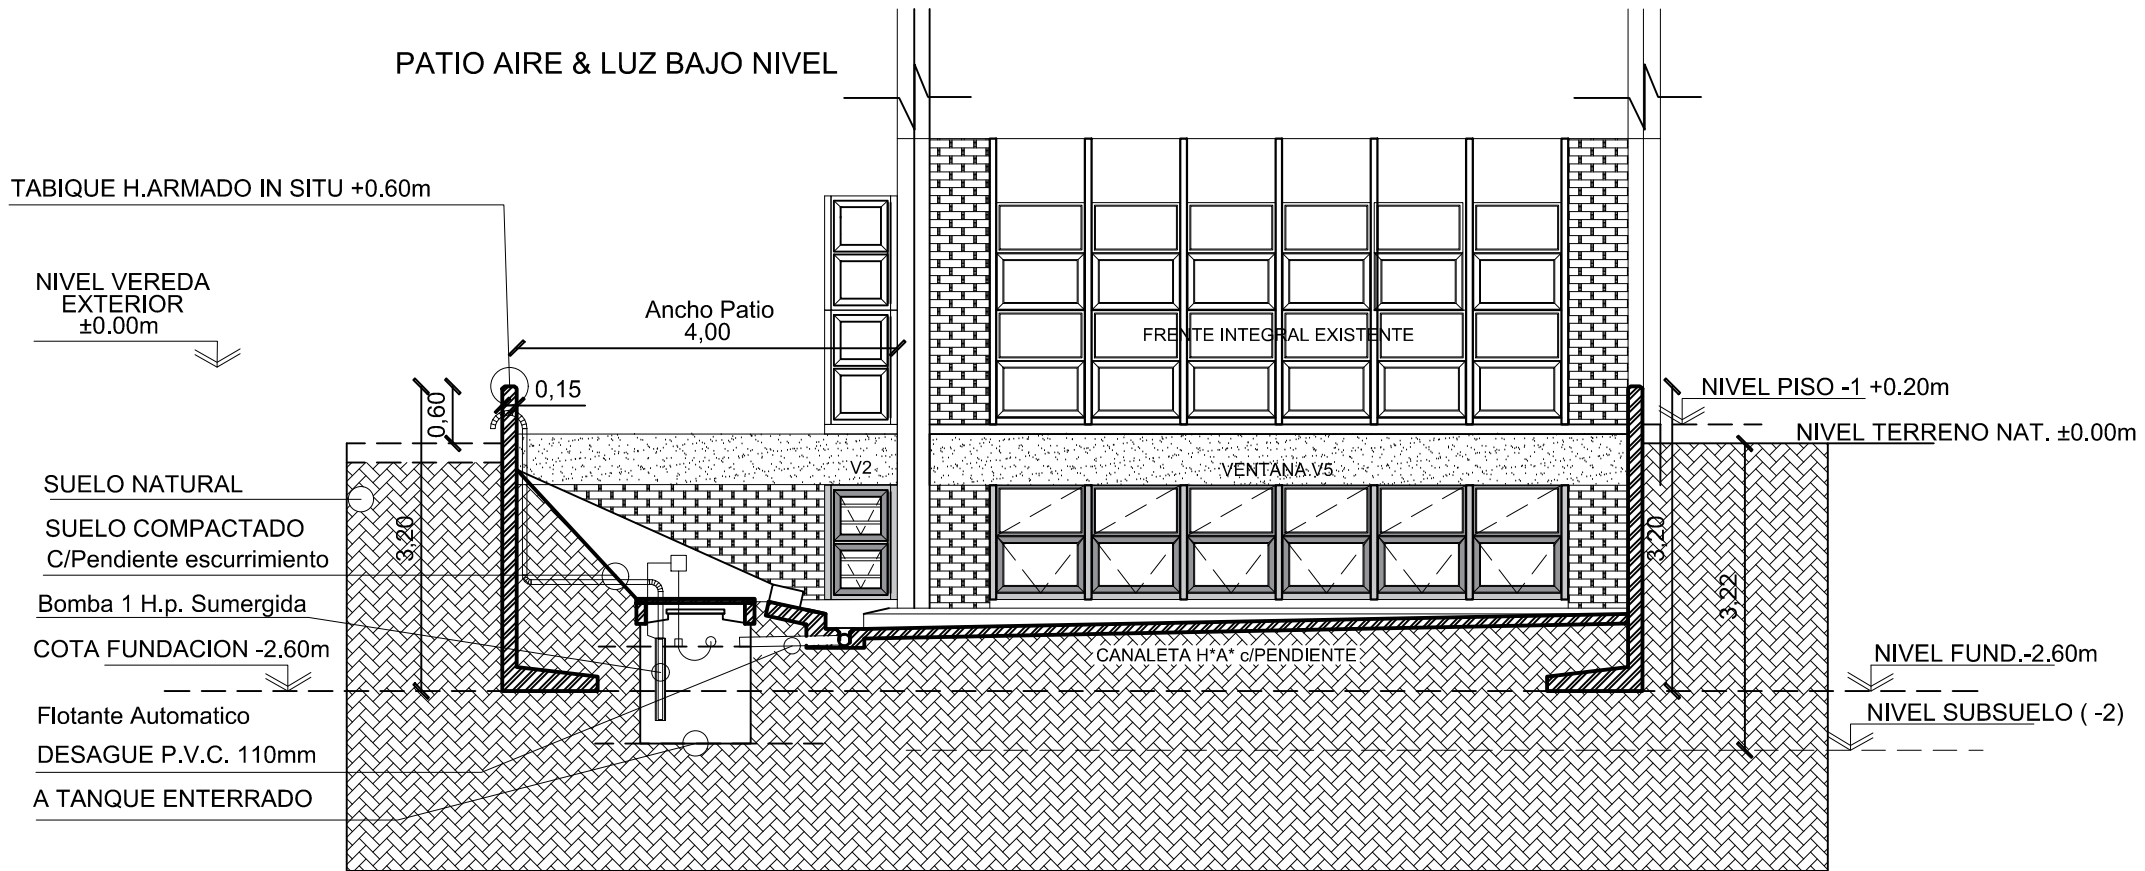 PATIO AIRE & LUZ BAJO NIVEL
TABIQUE H.ARMADO IN SITU +0.60m
NIVEL VEREDA
EXTERIOR
±0.00m
Ancho Patio
4,00
FRENTE INTEGRAL EXISTENTE
0,15
0,60
NIVEL PISO -1 +0.20m
NIVEL TERRENO NAT. ±0.00m
V2
VENTANA V5
SUELO NATURAL
SUELO COMPACTADO
C/Pendiente escurrimiento
3,20
3,20
3,22
Bomba 1 H.p. Sumergida
COTA FUNDACION -2.60m
CANALETA H*A* c/PENDIENTE
NIVEL FUND.-2.60m
Flotante Automatico
NIVEL SUBSUELO ( -2)
DESAGUE P.V.C. 110mm
A TANQUE ENTERRADO